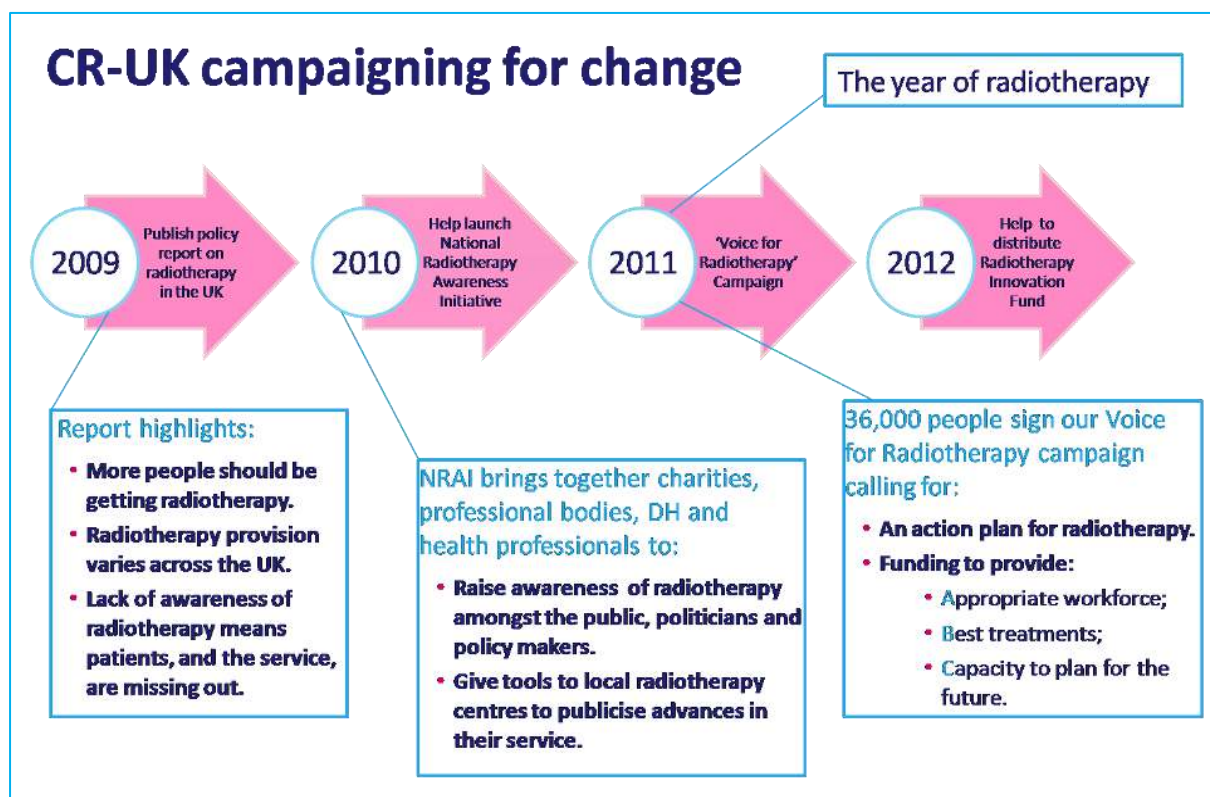 CR-UK campaigning for change
The year of radiotherapy
2009
Publish policy
report on
radiotherapy
in the UK
2010
Help launch
National
Radiotherapy
Awareness
Initiative
2011
'Voice for
Radiotherapy'
Campaign
2012
Help to
distribute
Radiotherapy
Innovation
Fund
Report highlights:
• More people should be
getting radiotherapy.
• Radiotherapy provision
varies across the UK.
• Lack of awareness of
radiotherapy means
patients, and the service,
are missing out.
NRAI brings together charities,
professional bodies, DH and
health professionals to:
• Raise awareness of radiotherapy
amongst the public, politicians and
policy makers.
• Give tools to local radiotherapy
centres to publicise advances in
their service.
36,000 people sign our Voice
for Radiotherapy campaign
calling for:
• An action plan for radiotherapy.
• Funding to provide:
• Appropriate workforce;
• Best treatments;
• Capacity to plan for the
future.